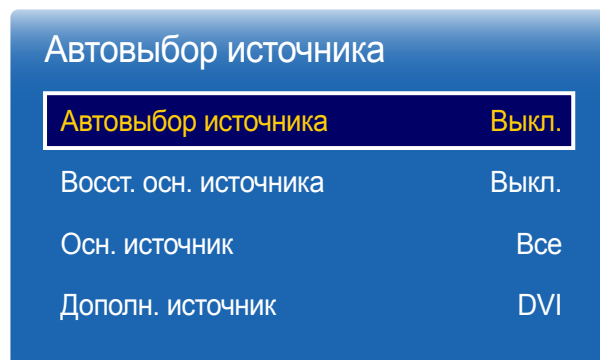 Автовыбор источника
Автовыбор источника Выкл.
Восст. осн. источника Выкл.
Осн. источник Все
Дополн. источник DVI